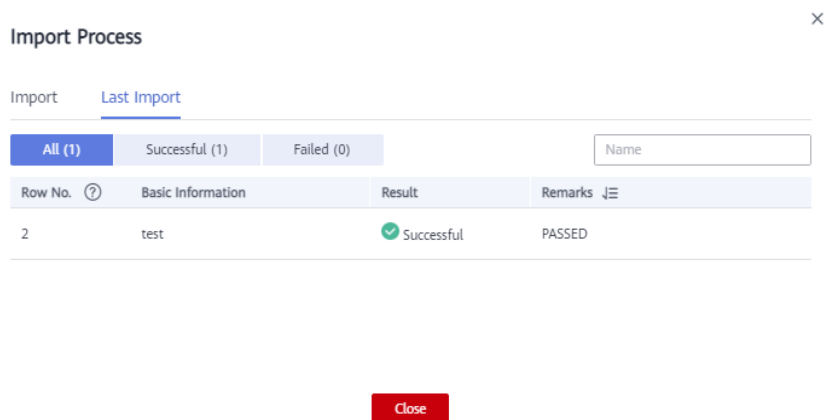 Import Process
Import Last Import
All (1) Successful (1) Failed (0) Name
Row No. ? Basic Information Result Remarks
2 test Successful PASSED
Close